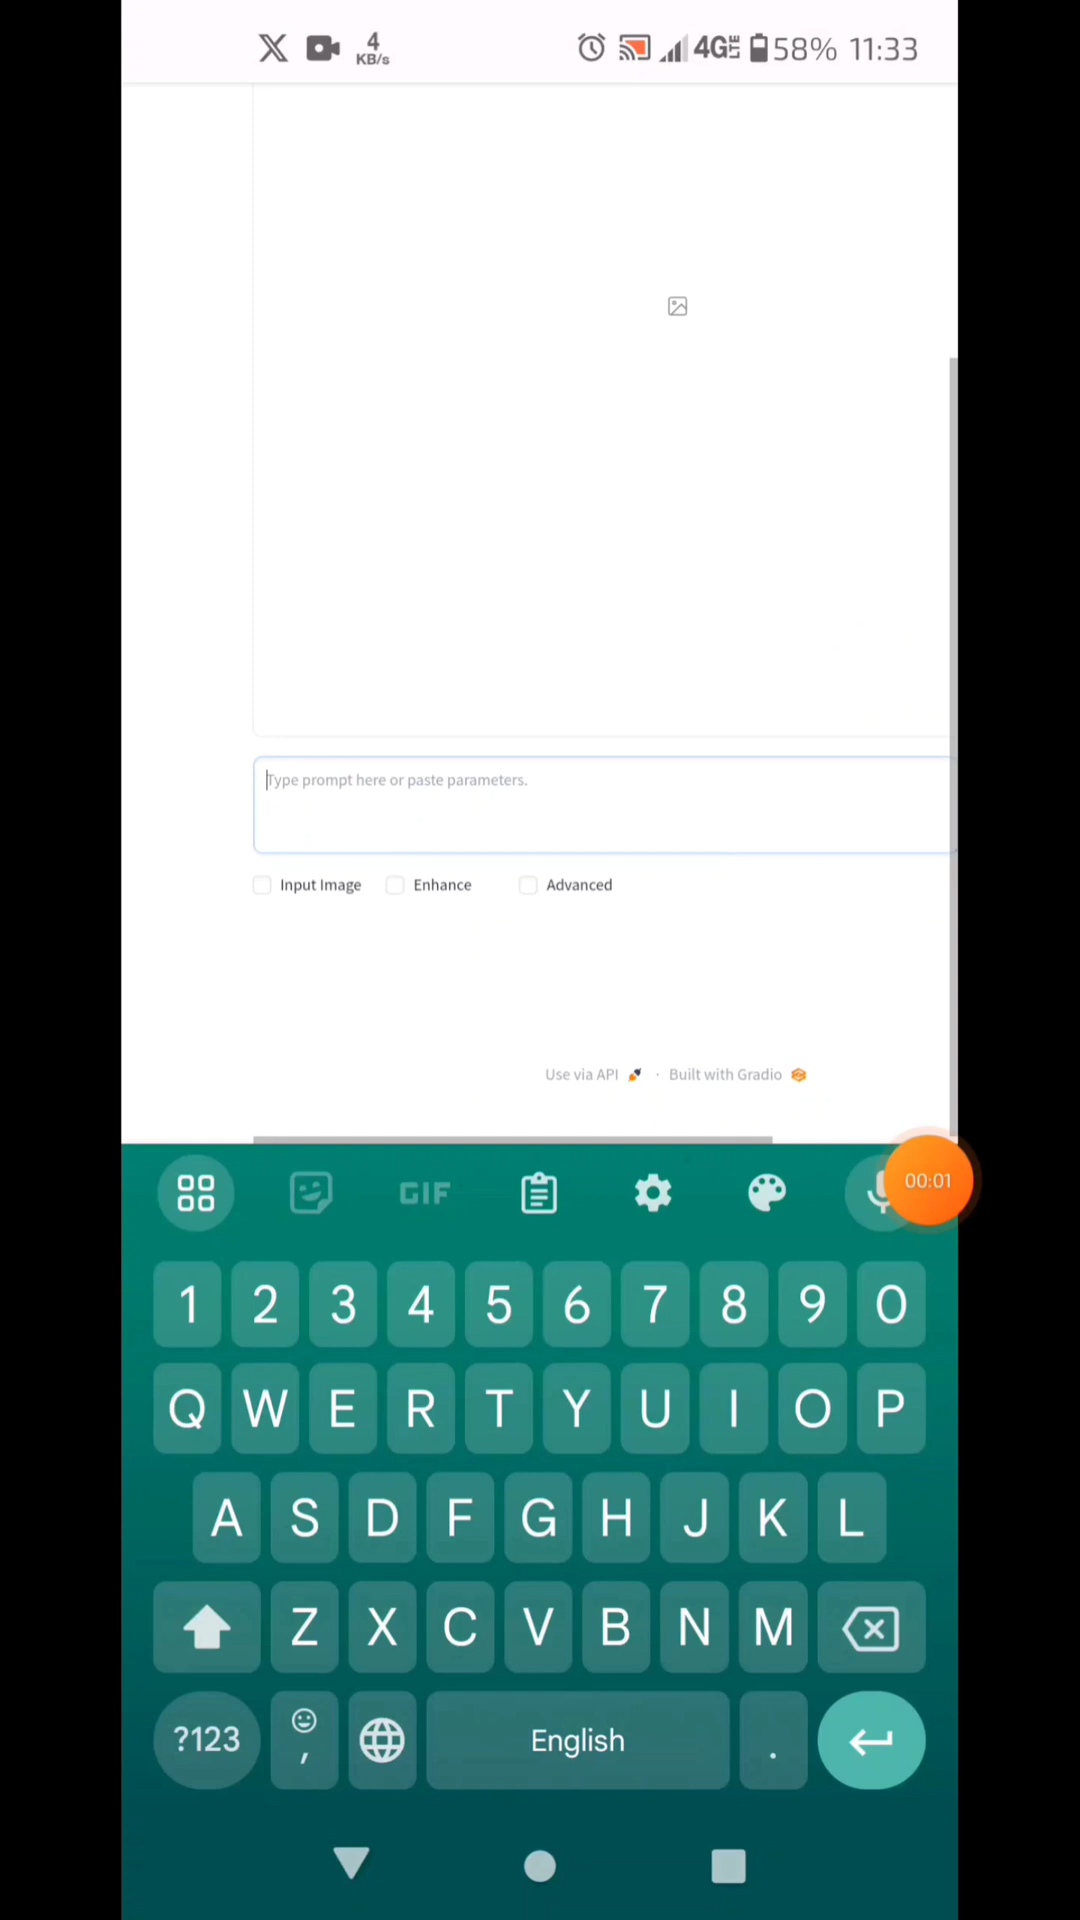 4 KB/s 4G LTE 58% 11:33
Type prompt here or paste parameters.
Input Image Enhance Advanced
Use via API · Built with Gradio
GIF
00:01
1 2 3 4 5 6 7 8 9 0
Q W E R T Y U I O P
A S D F G H J K L
Z X C V B N M
?123 , English .